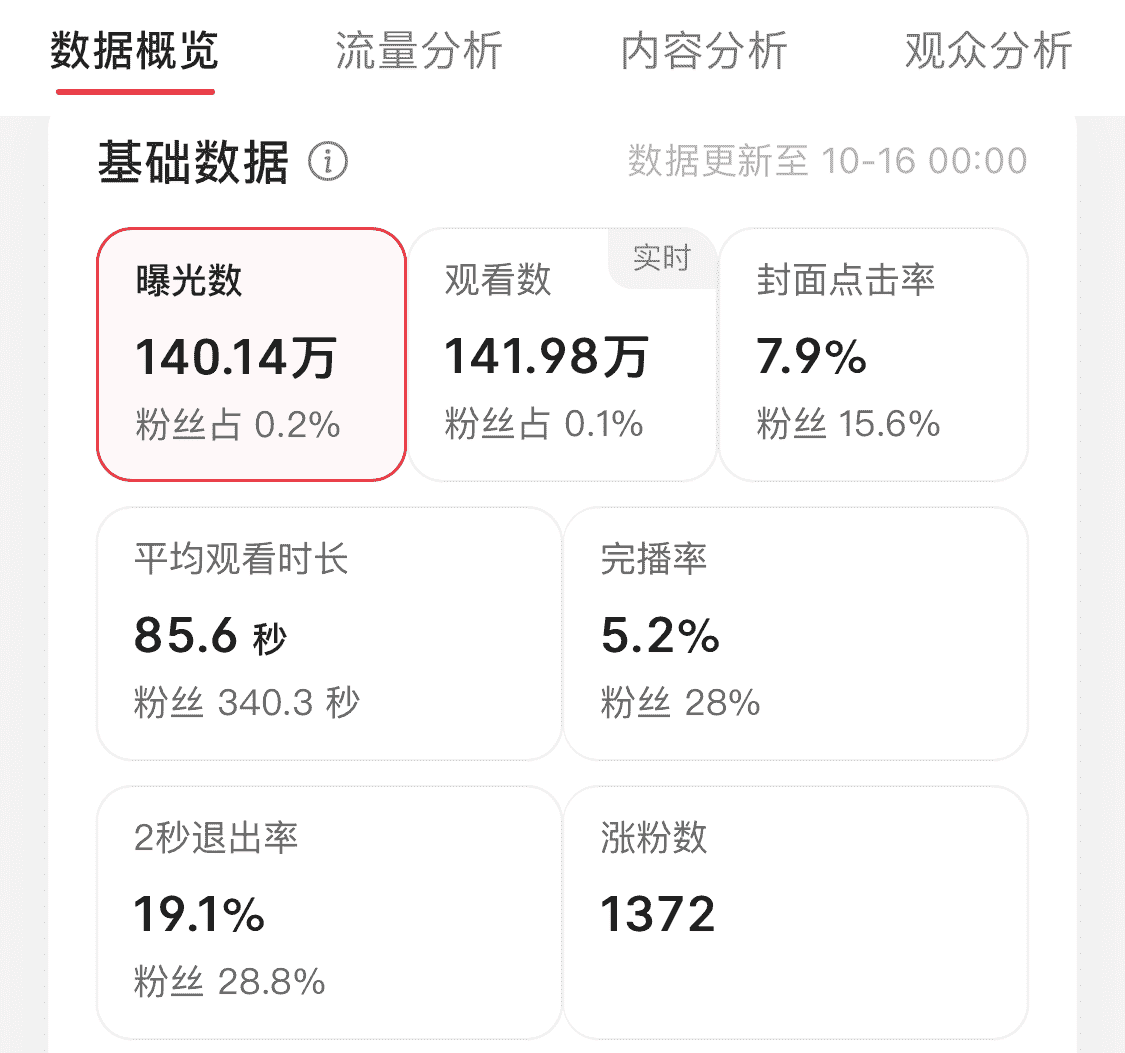 数据概览 流量分析 内容分析 观众分析
基础数据 数据更新至 10-16 00:00
曝光数
140.14万
粉丝占 0.2%
观看数 实时
141.98万
粉丝占 0.1%
封面点击率
7.9%
粉丝 15.6%
平均观看时长
85.6 秒
粉丝 340.3 秒
完播率
5.2%
粉丝 28%
2秒退出率
19.1%
粉丝 28.8%
涨粉数
1372